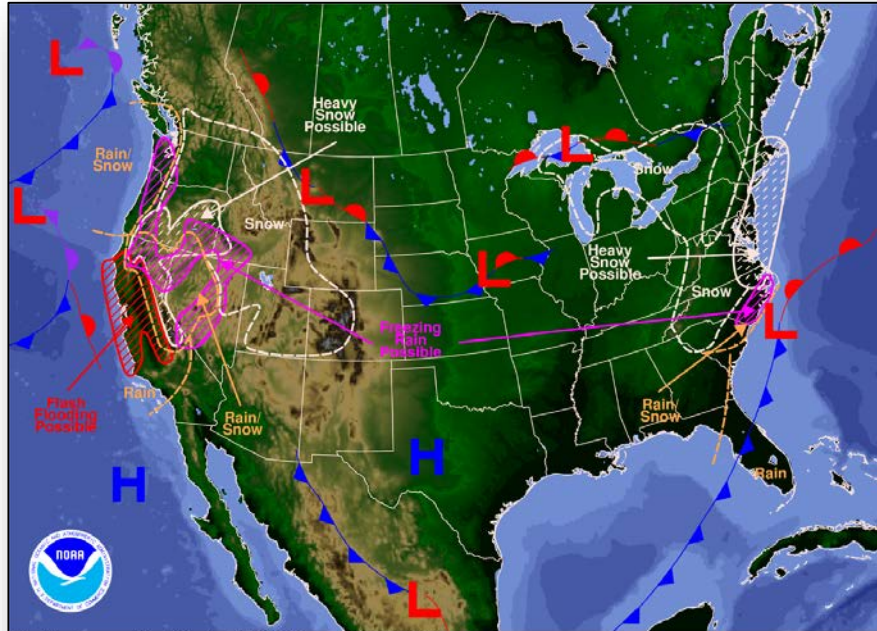 L
Heavy
Snow
Possible
Rain/
Snow
L
Snow
L
Snow
L
L
Heavy
Snow
Possible
Snow
L
Freezing
Rain
Possible
L
Rain
Flash
Flooding
Possible
Rain/
Snow
Rain/
Snow
Rain
H
H
NOAA
L